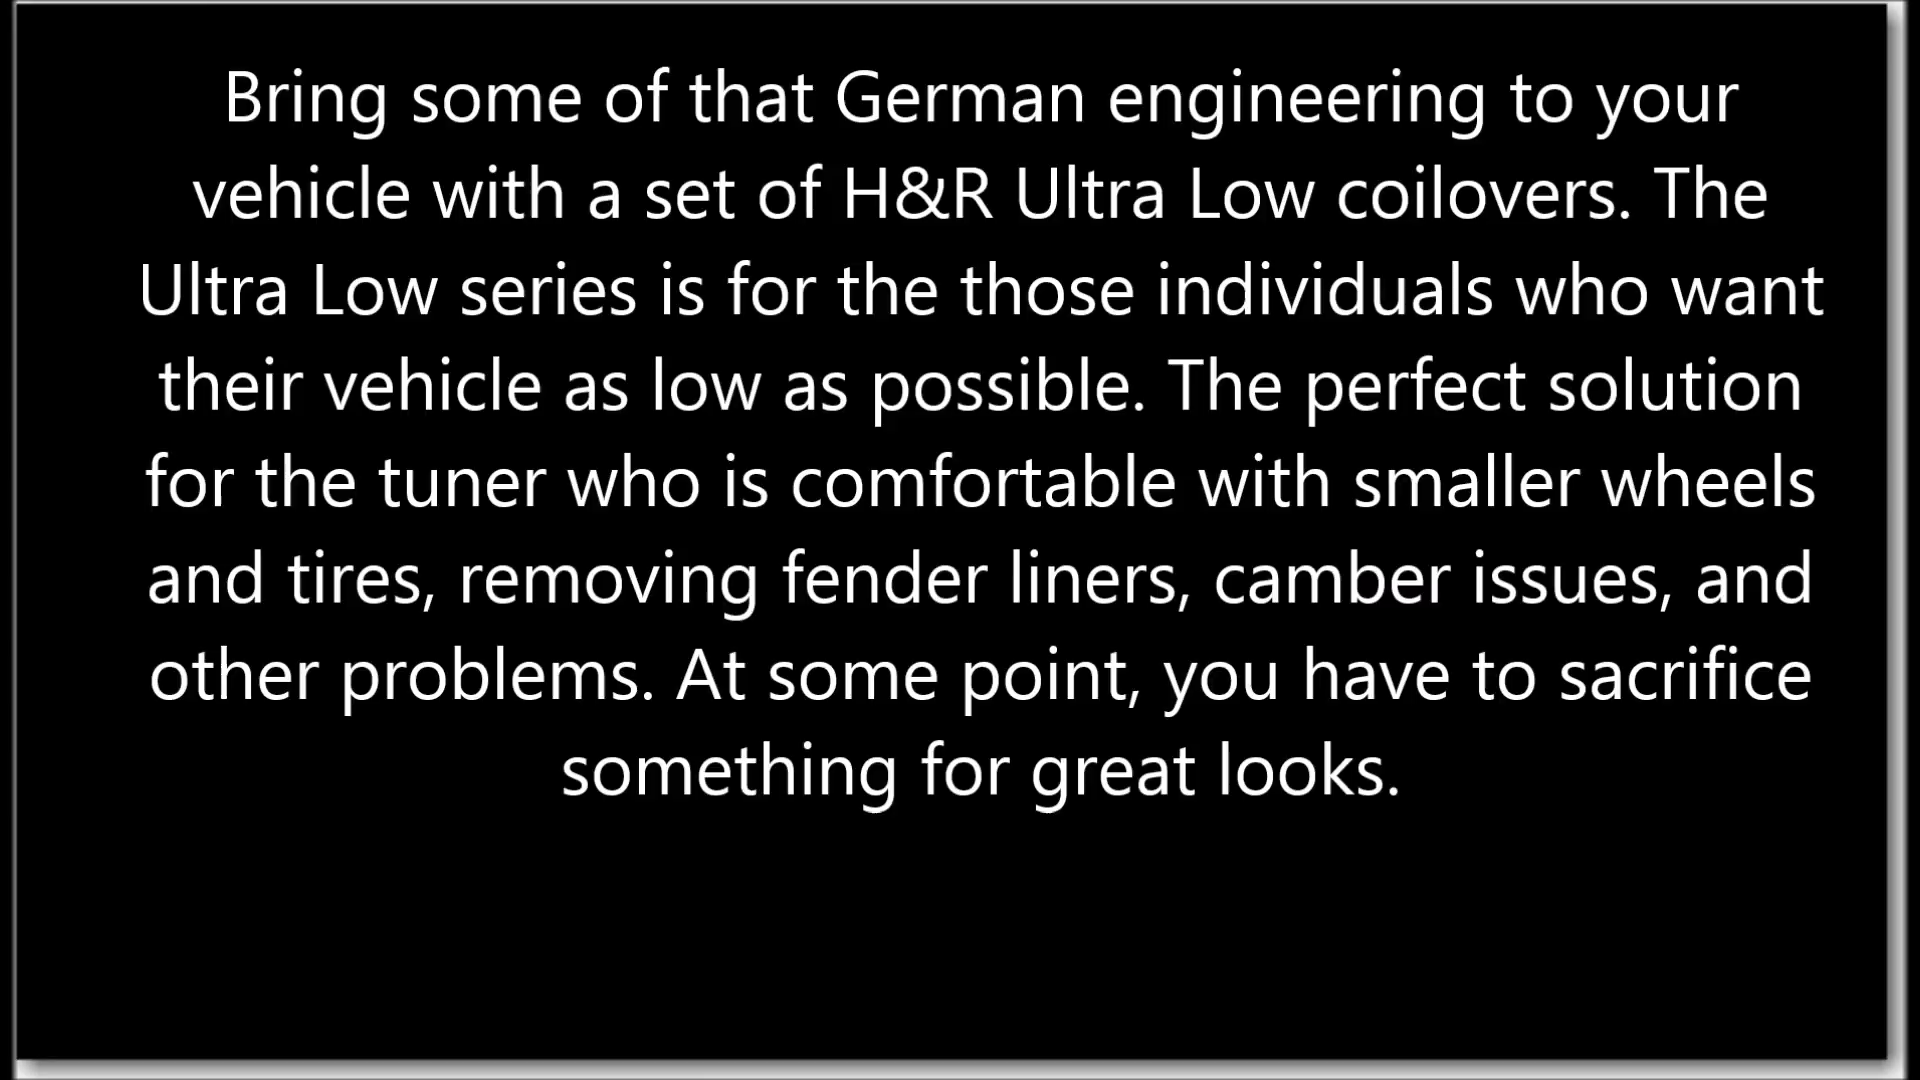 Bring some of that German engineering to your
vehicle with a set of H&R Ultra Low coilovers. The
Ultra Low series is for the those individuals who want
their vehicle as low as possible. The perfect solution
for the tuner who is comfortable with smaller wheels
and tires, removing fender liners, camber issues, and
other problems. At some point, you have to sacrifice
something for great looks.